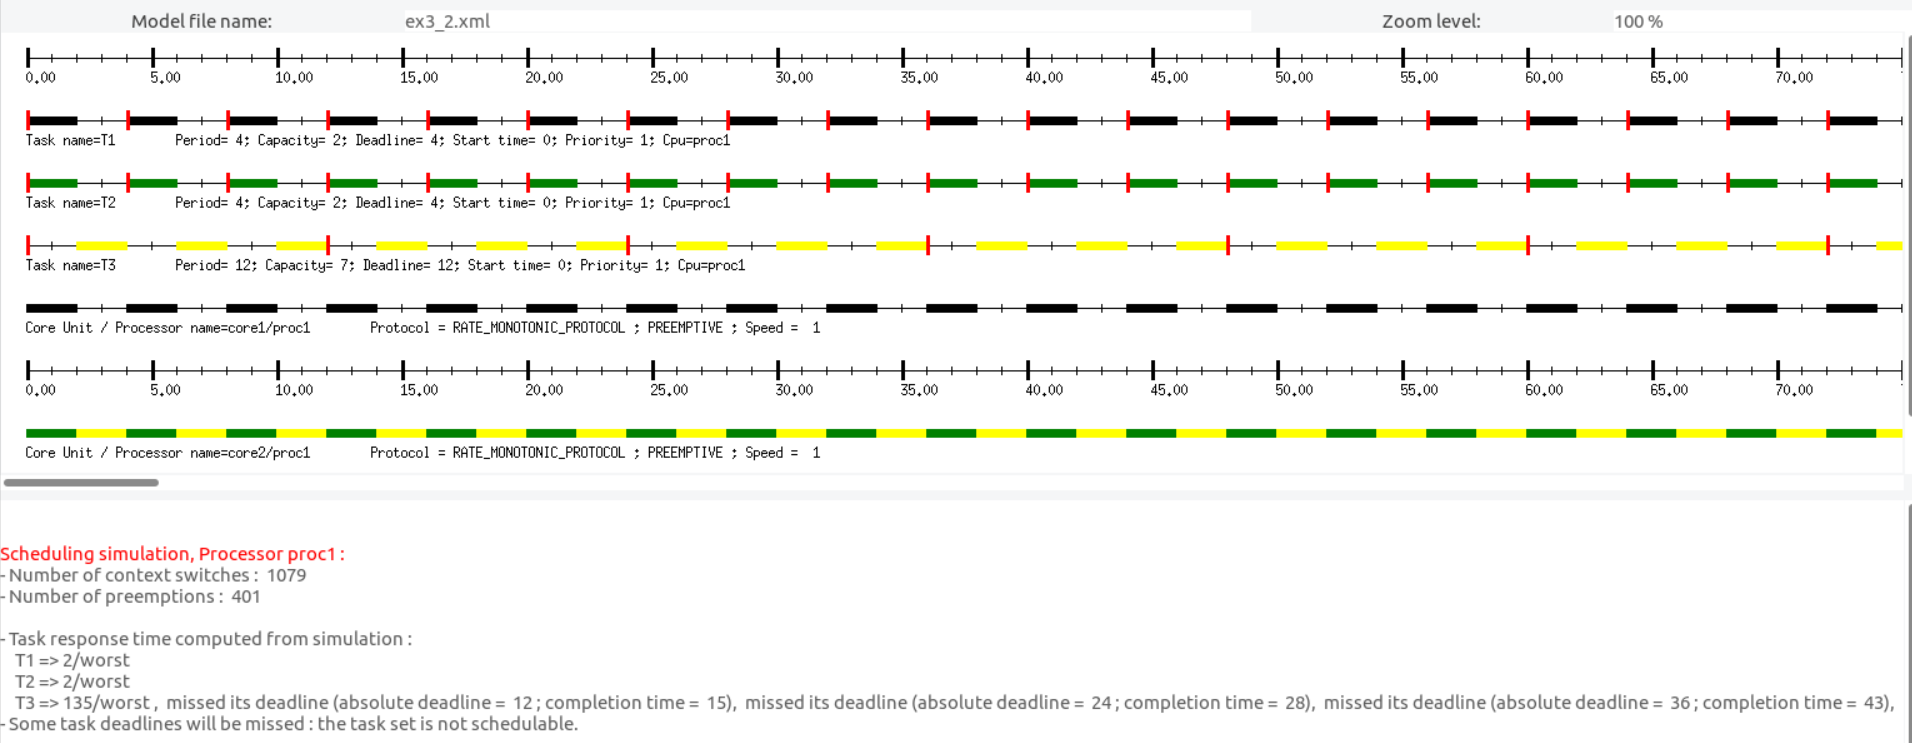 Model file name: ex3_2.xml Zoom level: 100 %
0.00 5.00 10.00 15.00 20.00 25.00 30.00 35.00 40.00 45.00 50.00 55.00 60.00 65.00 70.00
Task name=T1 Period= 4; Capacity= 2; Deadline= 4; Start time= 0; Priority= 1; Cpu=proc1
Task name=T2 Period= 4; Capacity= 2; Deadline= 4; Start time= 0; Priority= 1; Cpu=proc1
Task name=T3 Period= 12; Capacity= 7; Deadline= 12; Start time= 0; Priority= 1; Cpu=proc1
Core Unit / Processor name=core1/proc1 Protocol = RATE_MONOTONIC_PROTOCOL ; PREEMPTIVE ; Speed = 1
0.00 5.00 10.00 15.00 20.00 25.00 30.00 35.00 40.00 45.00 50.00 55.00 60.00 65.00 70.00
Core Unit / Processor name=core2/proc1 Protocol = RATE_MONOTONIC_PROTOCOL ; PREEMPTIVE ; Speed = 1
Scheduling simulation, Processor proc1 :
- Number of context switches : 1079
- Number of preemptions : 401
- Task response time computed from simulation :
T1 => 2/worst
T2 => 2/worst
T3 => 135/worst , missed its deadline (absolute deadline = 12 ; completion time = 15), missed its deadline (absolute deadline = 24 ; completion time = 28), missed its deadline (absolute deadline = 36 ; completion time = 43),
- Some task deadlines will be missed : the task set is not schedulable.